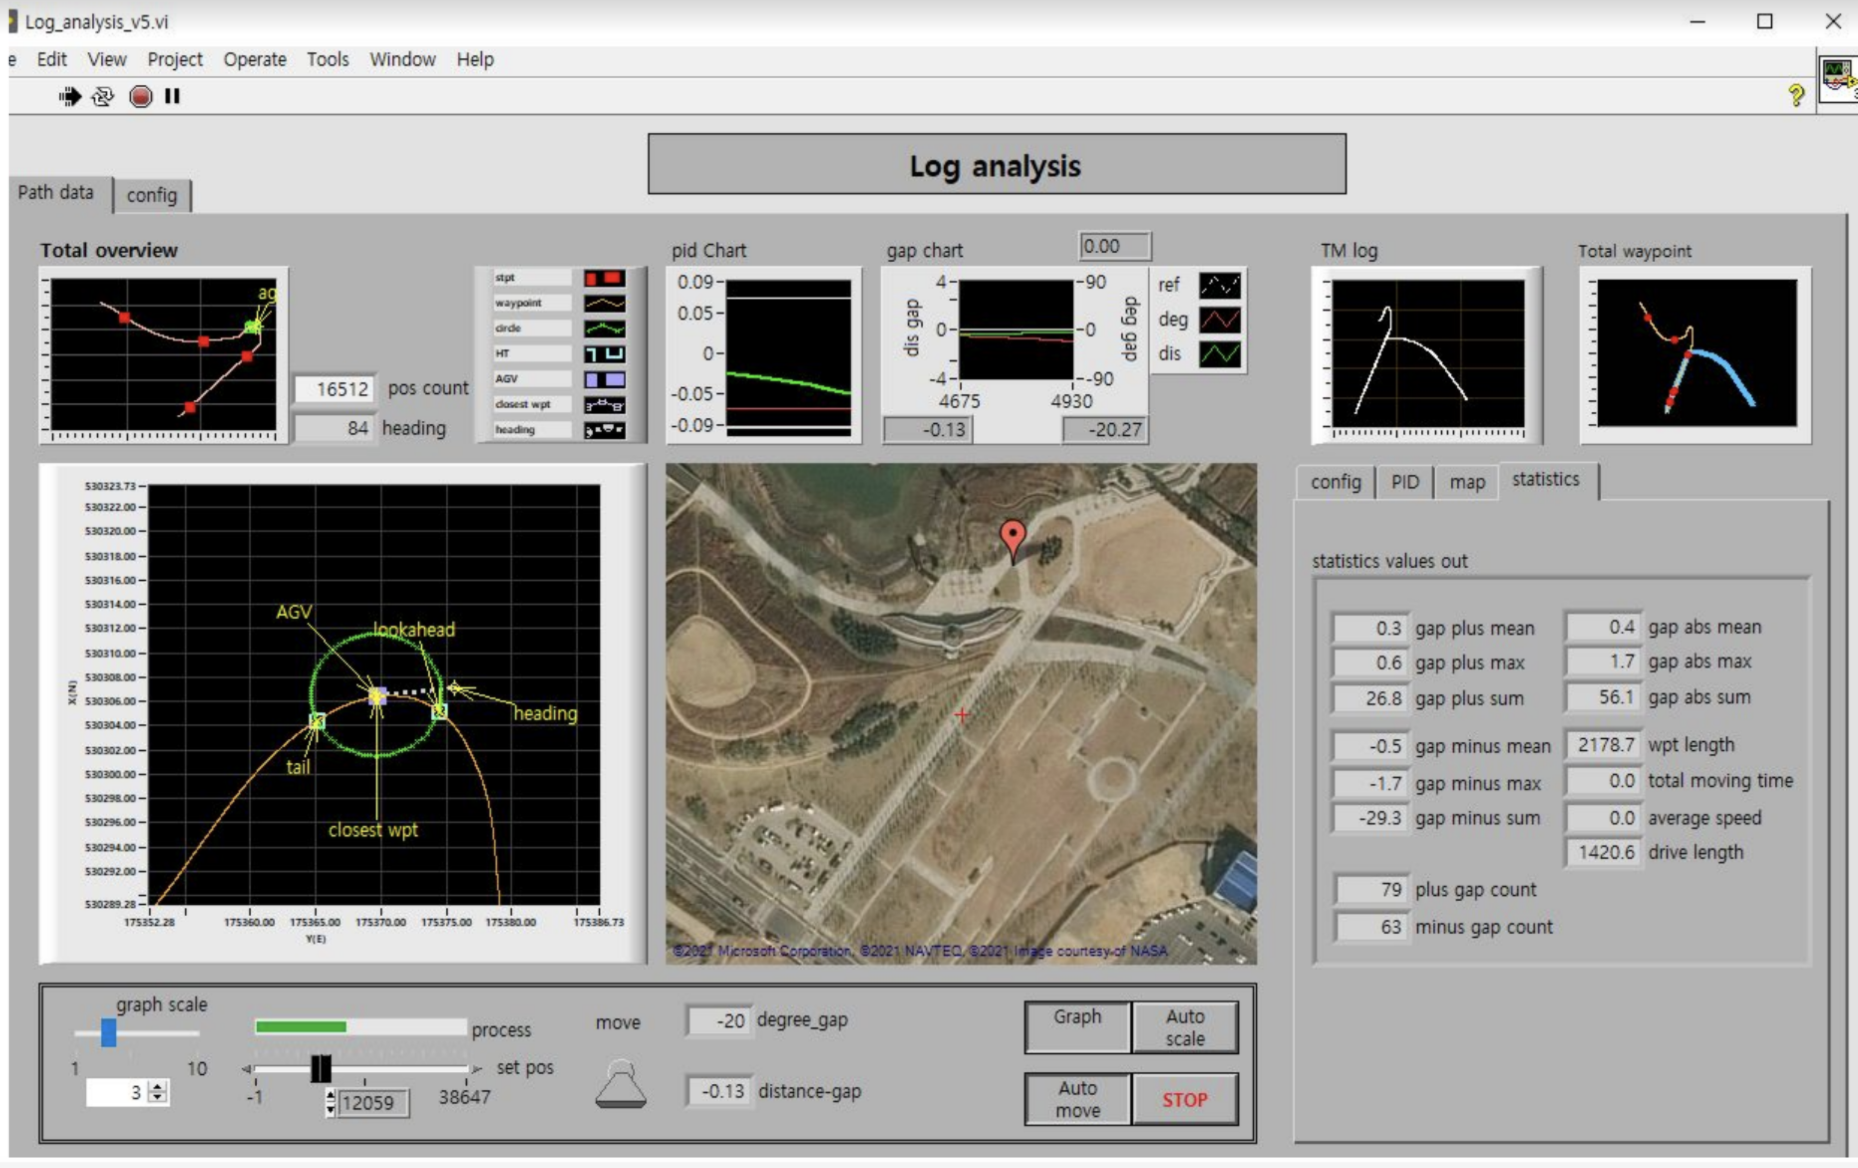 Log_analysis_v5.vi
e Edit View Project Operate Tools Window Help
?
Log analysis
Path data config
Total overview
ag
16512 pos count
84 heading
stpt
waypoint
circle
HT
AGV
closest wpt
heading
pid Chart
0.09
0.05
0
-0.05
-0.09
gap chart
0.00
4
0
-4
dis gap
90
0
-90
deg gap
4675 4930
-0.13 -20.27
ref
deg
dis
TM log
Total waypoint
530323.73
530322.00
530320.00
530318.00
530316.00
530314.00
530312.00
530310.00
530308.00
530306.00
530304.00
530302.00
530300.00
530298.00
530296.00
530294.00
530292.00
530289.28
X(N)
AGV
lookahead
heading
tail
closest wpt
175352.28 175360.00 175365.00 175370.00 175375.00 175380.00 175386.73
Y(E)
©2021 Microsoft Corporation, ©2021 NAVTEQ, ©2021 Image courtesy of NASA
config PID map statistics
statistics values out
0.3 gap plus mean 0.4 gap abs mean
0.6 gap plus max 1.7 gap abs max
26.8 gap plus sum 56.1 gap abs sum
-0.5 gap minus mean 2178.7 wpt length
-1.7 gap minus max 0.0 total moving time
-29.3 gap minus sum 0.0 average speed
1420.6 drive length
79 plus gap count
63 minus gap count
graph scale
1 10
3
process
set pos
-1 12059 38647
move
-20 degree_gap
-0.13 distance-gap
Graph
Auto
scale
Auto
move
STOP